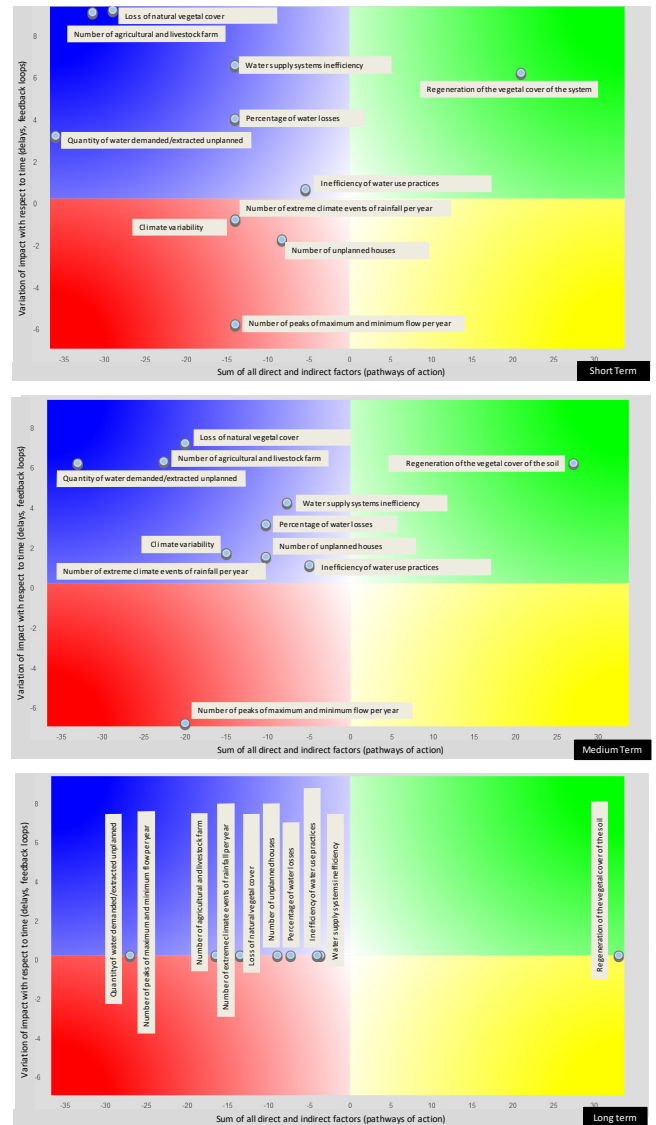 Variation of impact with respect to time (delays, feedback loops)
8
6
4
2
0
-2
-4
-6
Loss of natural vegetal cover
Number of agricultural and livestock farm
Water supply systems inefficiency
Regeneration of the vegetal cover of the system
Percentage of water losses
Quantity of water demanded/extracted unplanned
Inefficiency of water use practices
Number of extreme climate events of rainfall per year
Climate variability
Number of unplanned houses
Number of peaks of maximum and minimum flow per year
-35 -30 -25 -20 -15 -10 -5 0 5 10 15 20 25 30
Sum of all direct and indirect factors (pathways of action)
Short Term
Variation of impact with respect to time (delays, feedback loops)
8
6
4
2
0
-2
-4
-6
Loss of natural vegetal cover
Number of agricultural and livestock farm
Regeneration of the vegetal cover of the soil
Quantity of water demanded/extracted unplanned
Water supply systems inefficiency
Percentage of water losses
Climate variability
Number of unplanned houses
Number of extreme climate events of rainfall per year
Inefficiency of water use practices
Number of peaks of maximum and minimum flow per year
-35 -30 -25 -20 -15 -10 -5 0 5 10 15 20 25 30
Sum of all direct and indirect factors (pathways of action)
Medium Term
Variation of impact with respect to time (delays, feedback loops)
8
6
4
2
0
-2
-4
-6
Quantity of water demanded/extracted unplanned
Number of peaks of maximum and minimum flow per year
Number of agricultural and livestock farm
Number of extreme climate events of rainfall per year
Loss of natural vegetal cover
Number of unplanned houses
Percentage of water losses
Inefficiency of water use practices
Water supply systems inefficiency
Regeneration of the vegetal cover of the soil
-35 -30 -25 -20 -15 -10 -5 0 5 10 15 20 25 30
Sum of all direct and indirect factors (pathways of action)
Long term